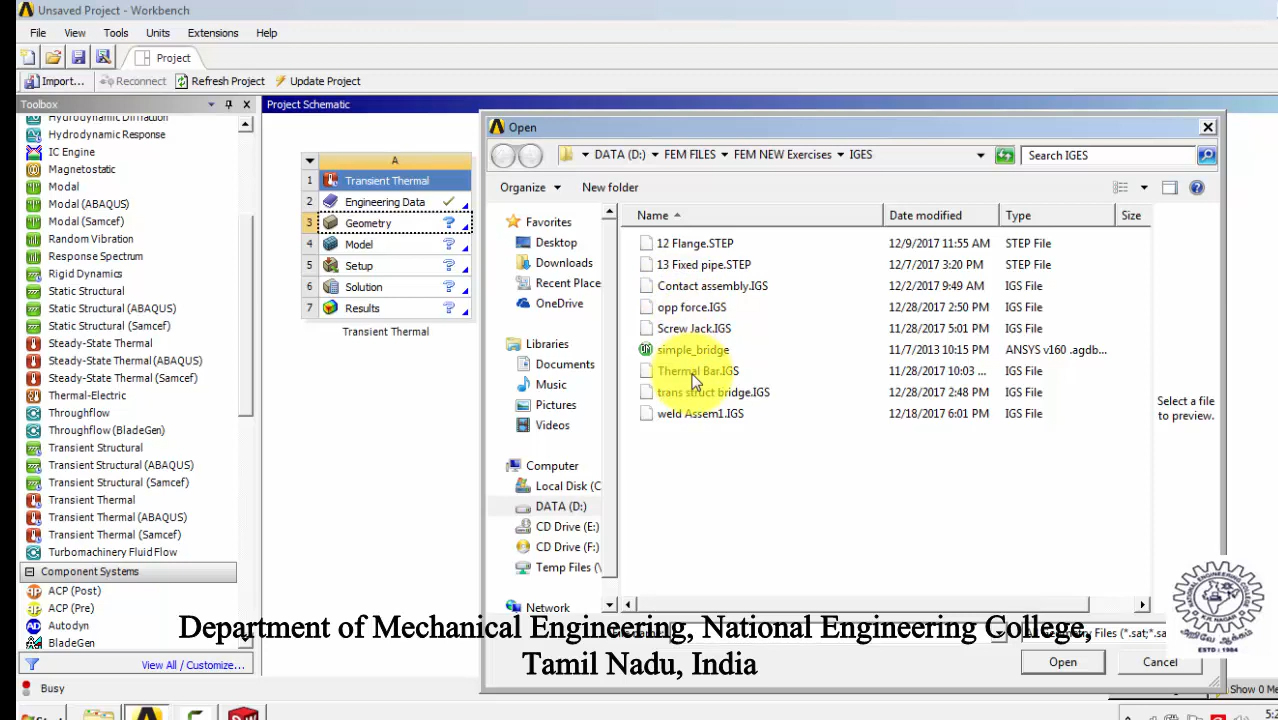 Unsaved Project - Workbench
File View Tools Units Extensions Help
Project
Import... Reconnect Refresh Project Update Project
Toolbox
Project Schematic
Hydrodynamic Diffraction
Hydrodynamic Response
IC Engine
Magnetostatic
Modal
Modal (ABAQUS)
Modal (Samcef)
Random Vibration
Response Spectrum
Rigid Dynamics
Static Structural
Static Structural (ABAQUS)
Static Structural (Samcef)
Steady-State Thermal
Steady-State Thermal (ABAQUS)
Steady-State Thermal (Samcef)
Thermal-Electric
Throughflow
Throughflow (BladeGen)
Transient Structural
Transient Structural (ABAQUS)
Transient Structural (Samcef)
Transient Thermal
Transient Thermal (ABAQUS)
Transient Thermal (Samcef)
Turbomachinery Fluid Flow
Component Systems
ACP (Post)
ACP (Pre)
Autodyn
BladeGen
View All / Customize...
Busy
A
1 Transient Thermal
2 Engineering Data
3 Geometry ?
4 Model ?
5 Setup ?
6 Solution ?
7 Results ?
Transient Thermal
Open
DATA (D:) FEM FILES FEM NEW Exercises IGES
Search IGES
Organize New folder
Favorites
Desktop
Downloads
Recent Place
OneDrive
Libraries
Documents
Music
Pictures
Videos
Computer
Local Disk (C
DATA (D:)
CD Drive (E:)
CD Drive (F:)
Temp Files (\
Network
Name Date modified Type Size
12 Flange.STEP 12/9/2017 11:55 AM STEP File
13 Fixed pipe.STEP 12/7/2017 3:20 PM STEP File
Contact assembly.IGS 12/2/2017 9:49 AM IGS File
opp force.IGS 12/28/2017 2:50 PM IGS File
Screw Jack.IGS 11/28/2017 5:01 PM IGS File
simple_bridge 11/7/2013 10:15 PM ANSYS v160 .agdb...
Thermal Bar.IGS 11/28/2017 10:03 ... IGS File
trans struct bridge.IGS 12/28/2017 2:48 PM IGS File
weld Assem1.IGS 12/18/2017 6:01 PM IGS File
Select a file
to preview.
Files (*.sat;*.sa
Open Cancel
Department of Mechanical Engineering, National Engineering College,
Tamil Nadu, India
ESTD : 1984
Show 0 Me